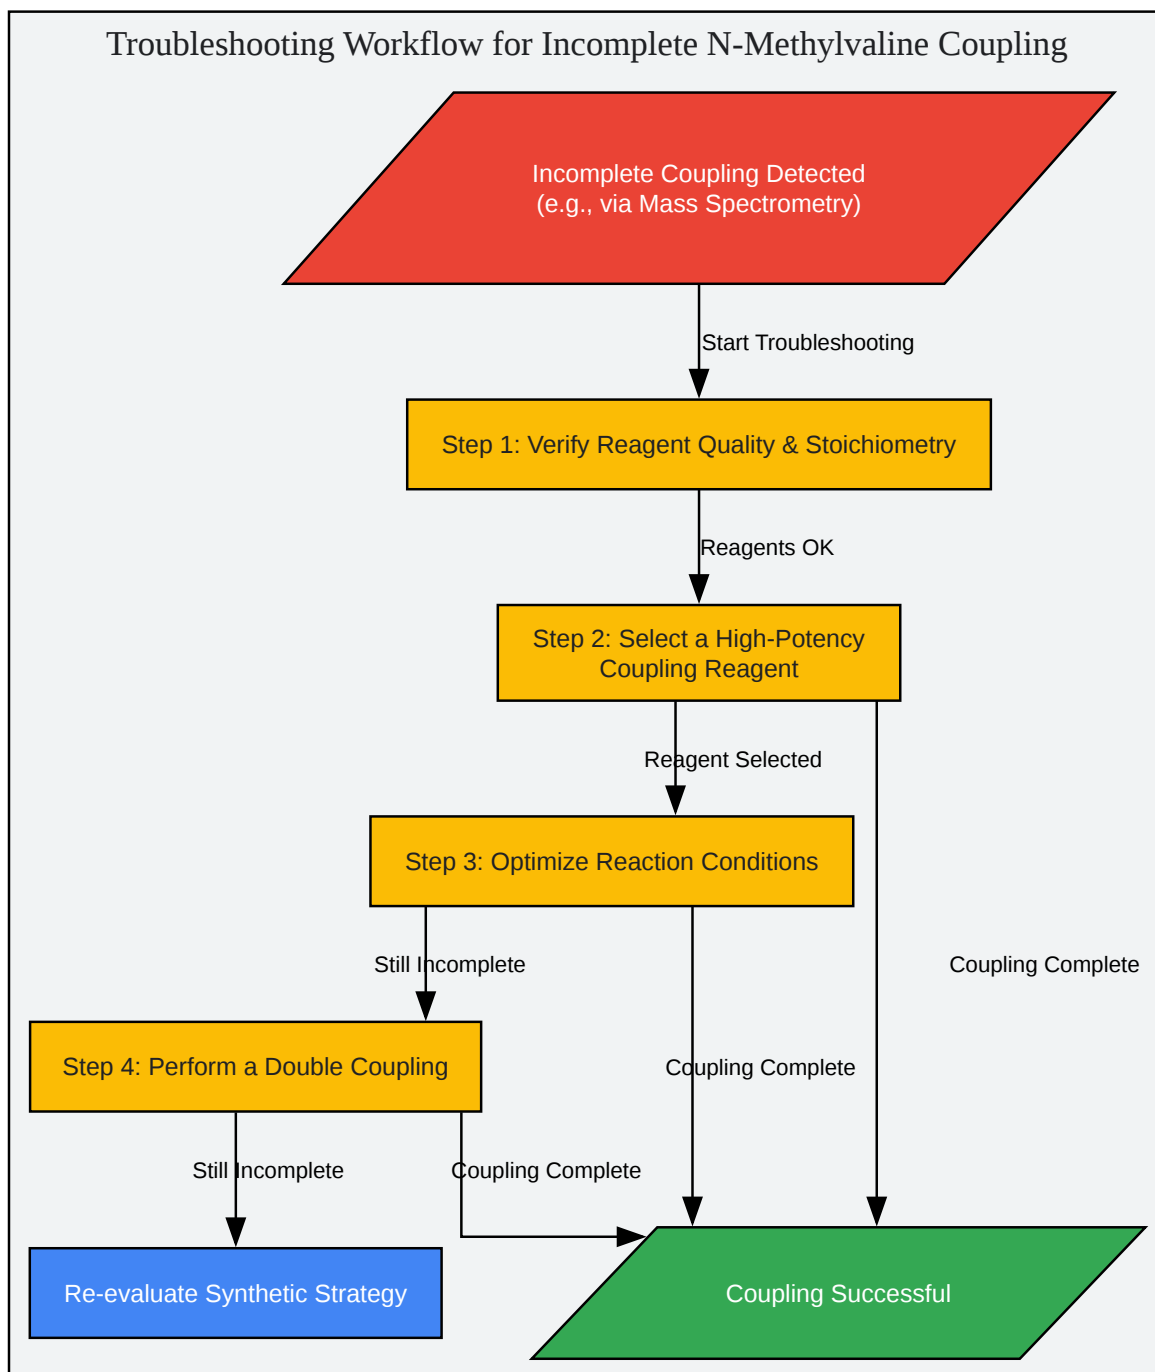 Troubleshooting Workflow for Incomplete N-Methylvaline Coupling
Incomplete Coupling Detected
(e.g., via Mass Spectrometry)
Start Troubleshooting
Step 1: Verify Reagent Quality & Stoichiometry
Reagents OK
Step 2: Select a High-Potency
Coupling Reagent
Reagent Selected
Step 3: Optimize Reaction Conditions
Still Incomplete
Coupling Complete
Step 4: Perform a Double Coupling
Coupling Complete
Still Incomplete
Coupling Complete
Re-evaluate Synthetic Strategy
Coupling Successful